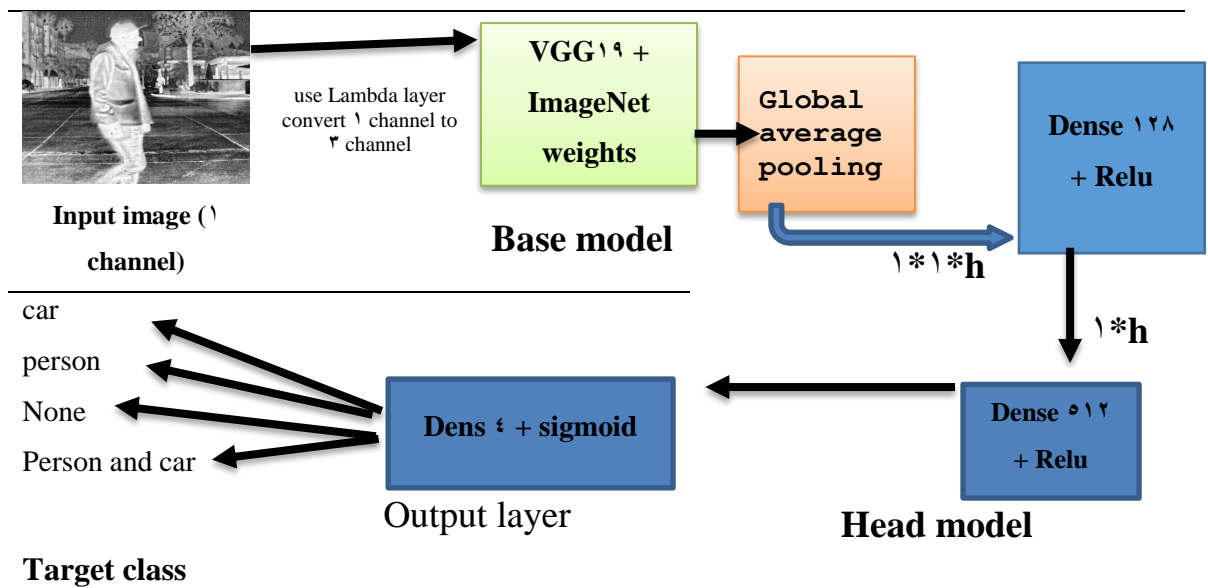 VGG١٩ +
ImageNet
weights
use Lambda layer
convert ١ channel to
٣ channel
Global
average
pooling
Dense ١٢٨
+ Relu
Input image (١
channel)
Base model
١*١*h
١*h
car
person
None
Person and car
Dens ٤ + sigmoid
Dense ٥١٢
+ Relu
Output layer
Head model
Target class